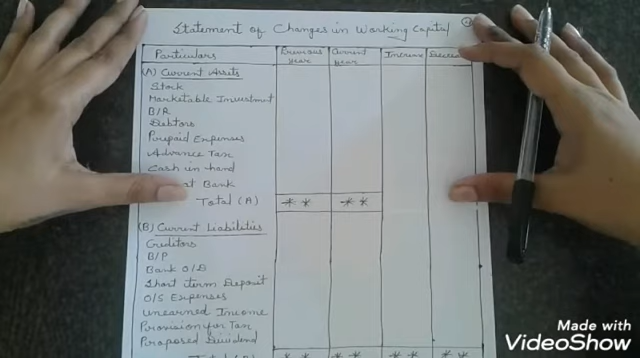 Statement of Changes in Working Capital
Particulars Previous year Current year Increase
(A) Current Assets
Stock
Marketable Investment
B/R
Debtors
Prepaid Expenses
Advance Tax
Cash in hand
at Bank
Total (A) ** **
(B) Current Liabilities
Creditors
B/P
Bank O/D
Short term Deposit
O/S Expenses
Unearned Income
Provision for Tax
Proposed Dividend
** ** ** **
Made with
VideoShow